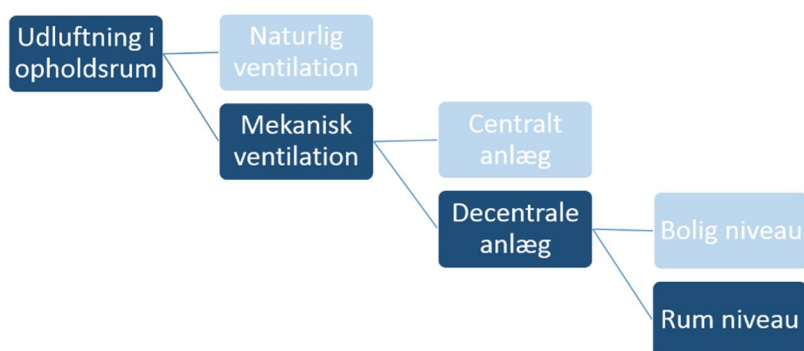 Udluftning i
opholdsrum
Naturlig
ventilation
Mekanisk
ventilation
Centralt
anlæg
Decentrale
anlæg
Bolig niveau
Rum niveau